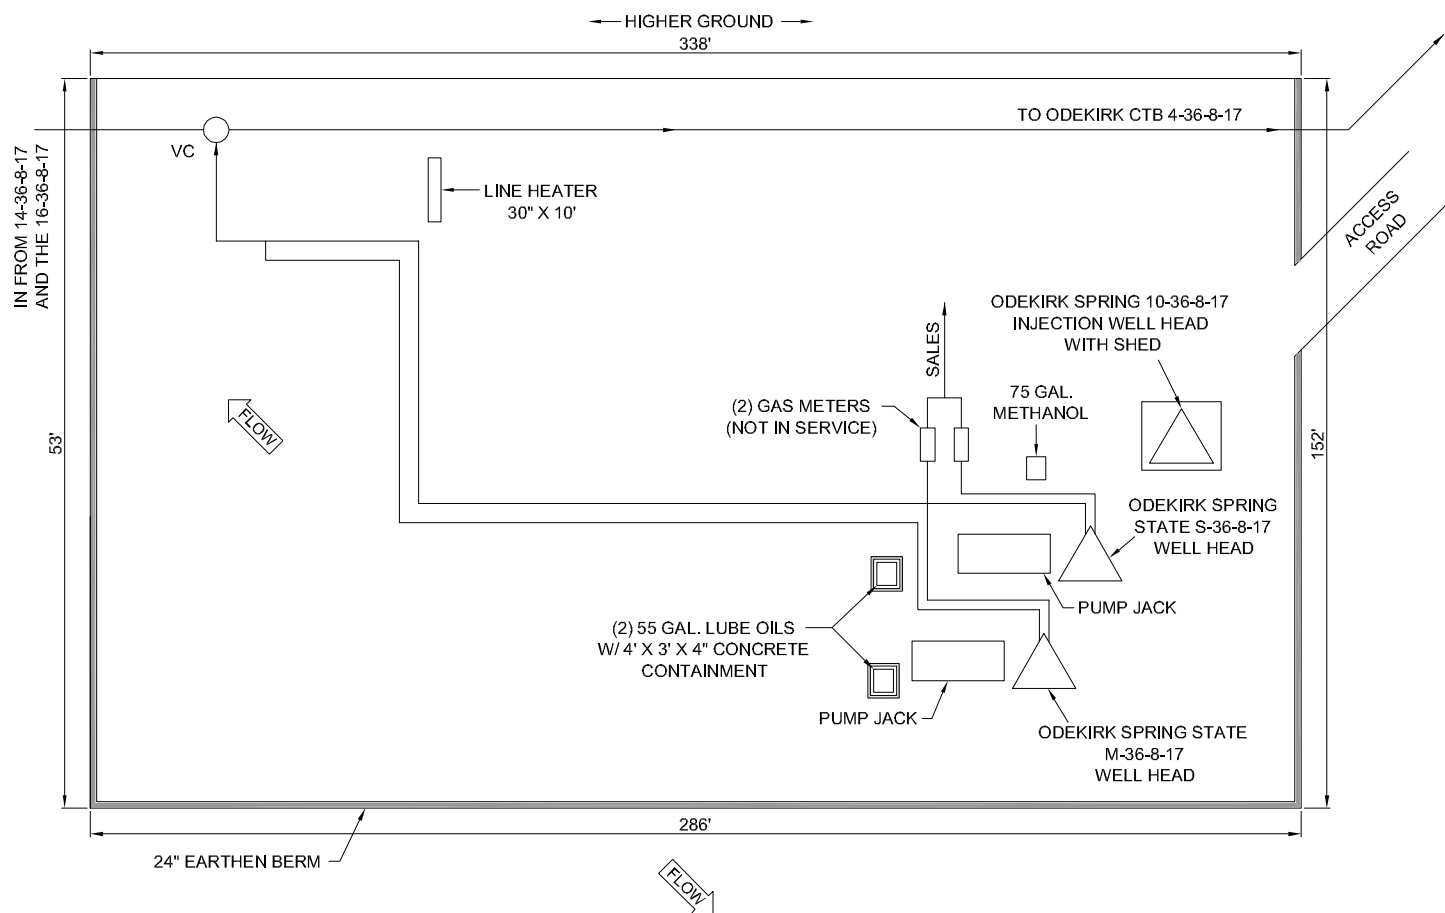 HIGHER GROUND
338'
TO ODEKIRK CTB 4-36-8-17
VC
IN FROM 14-36-8-17
AND THE 16-36-8-17
LINE HEATER
30" X 10'
ACCESS
ROAD
ODEKIRK SPRING 10-36-8-17
INJECTION WELL HEAD
WITH SHED
SALES
75 GAL.
METHANOL
(2) GAS METERS
(NOT IN SERVICE)
FLOW
53'
152'
ODEKIRK SPRING
STATE S-36-8-17
WELL HEAD
PUMP JACK
(2) 55 GAL. LUBE OILS
W/ 4' X 3' X 4" CONCRETE
CONTAINMENT
PUMP JACK
ODEKIRK SPRING STATE
M-36-8-17
WELL HEAD
286'
24" EARTHEN BERM
FLOW